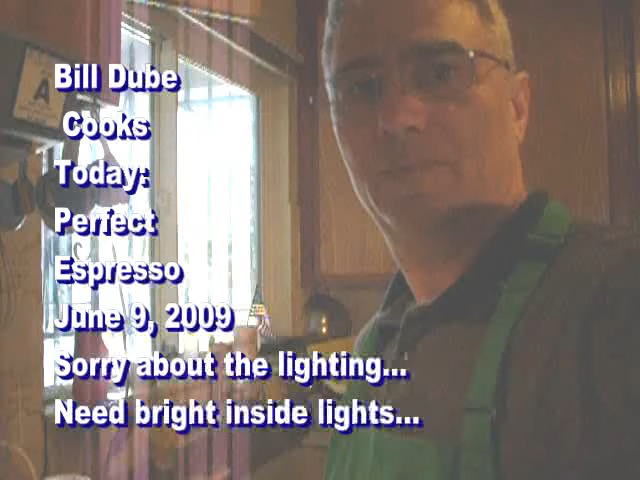 Bill Dube
Cooks
Today:
Perfect
Espresso
June 9, 2009
Sorry about the lighting...
Need bright inside lights...
A